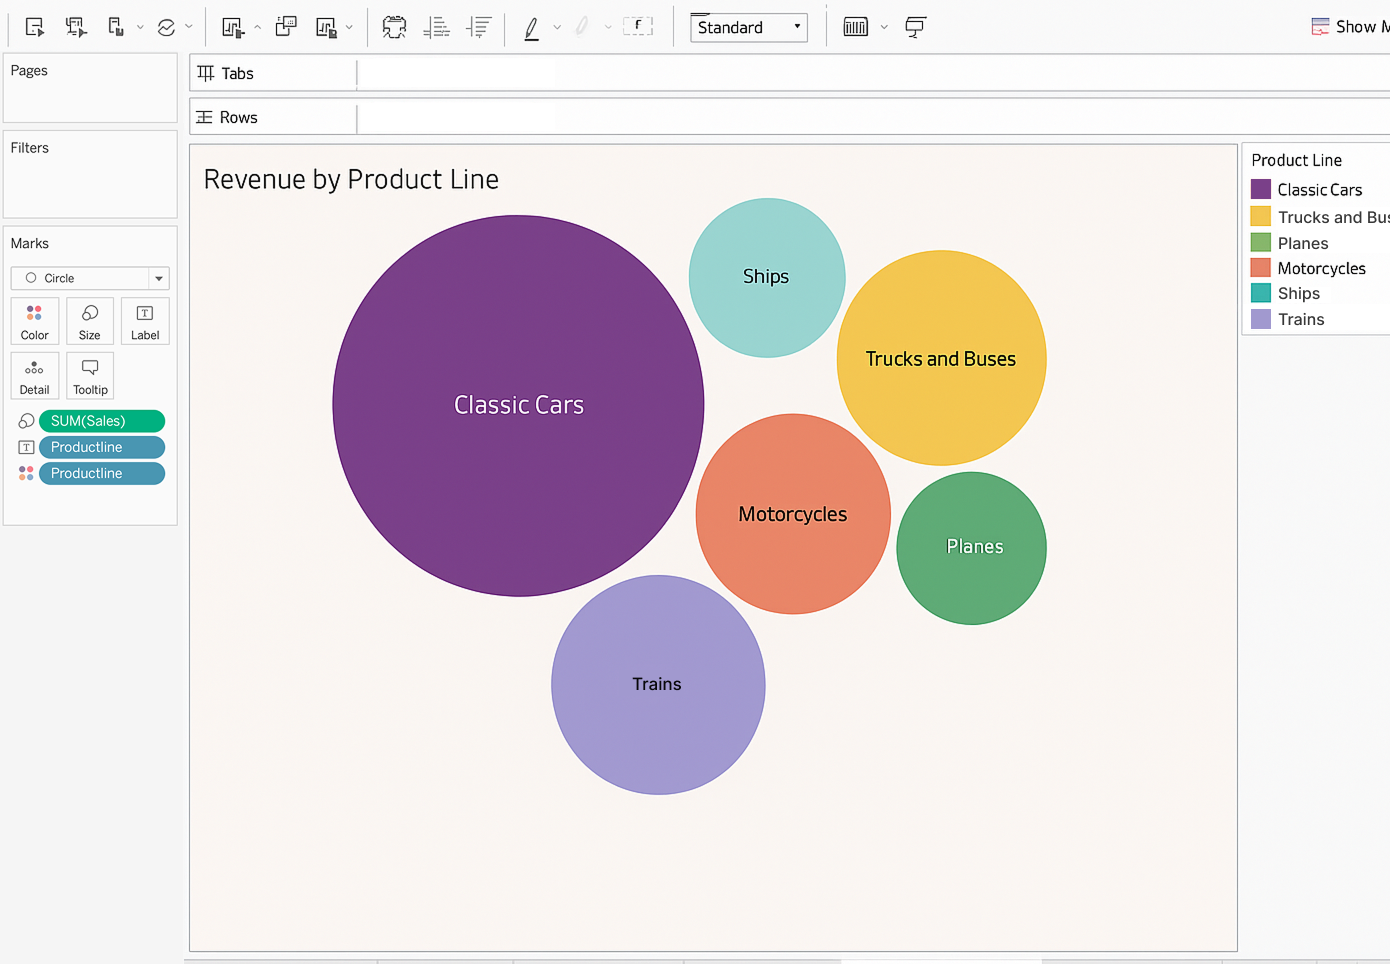 Standard
Show M
Pages
Tabs
Filters
Rows
Marks
Circle
Color
Size
T
Label
Detail
Tooltip
SUM(Sales)
T
Productline
Productline
Revenue by Product Line
Classic Cars
Ships
Trucks and Buses
Motorcycles
Planes
Trains
Product Line
Classic Cars
Trucks and Bus
Planes
Motorcycles
Ships
Trains